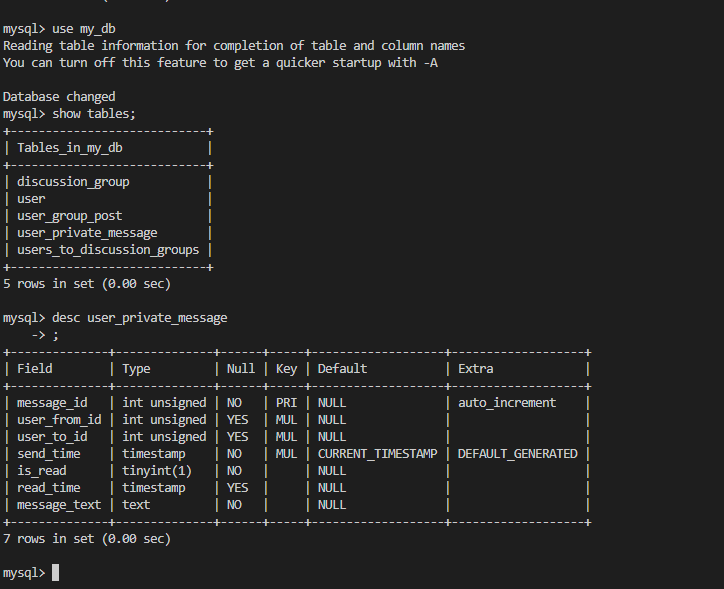 mysql> use my_db
Reading table information for completion of table and column names
You can turn off this feature to get a quicker startup with -A
Database changed
mysql> show tables;
+---------------------------+
| Tables_in_my_db           |
+---------------------------+
| discussion_group          |
| user                      |
| user_group_post           |
| user_private_message      |
| users_to_discussion_groups |
+---------------------------+
5 rows in set (0.00 sec)
mysql> desc user_private_message
    -> ;
+--------------+--------------+------+-----+-------------------+-------------------+
| Field        | Type         | Null | Key | Default           | Extra             |
+--------------+--------------+------+-----+-------------------+-------------------+
| message_id   | int unsigned | NO   | PRI | NULL              | auto_increment    |
| user_from_id | int unsigned | YES  | MUL | NULL              |                   |
| user_to_id   | int unsigned | YES  | MUL | NULL              |                   |
| send_time    | timestamp    | NO   | MUL | CURRENT_TIMESTAMP | DEFAULT_GENERATED |
| is_read      | tinyint(1)   | NO   |     | NULL              |                   |
| read_time    | timestamp    | YES  |     | NULL              |                   |
| message_text | text         | NO   |     | NULL              |                   |
+--------------+--------------+------+-----+-------------------+-------------------+
7 rows in set (0.00 sec)
mysql>